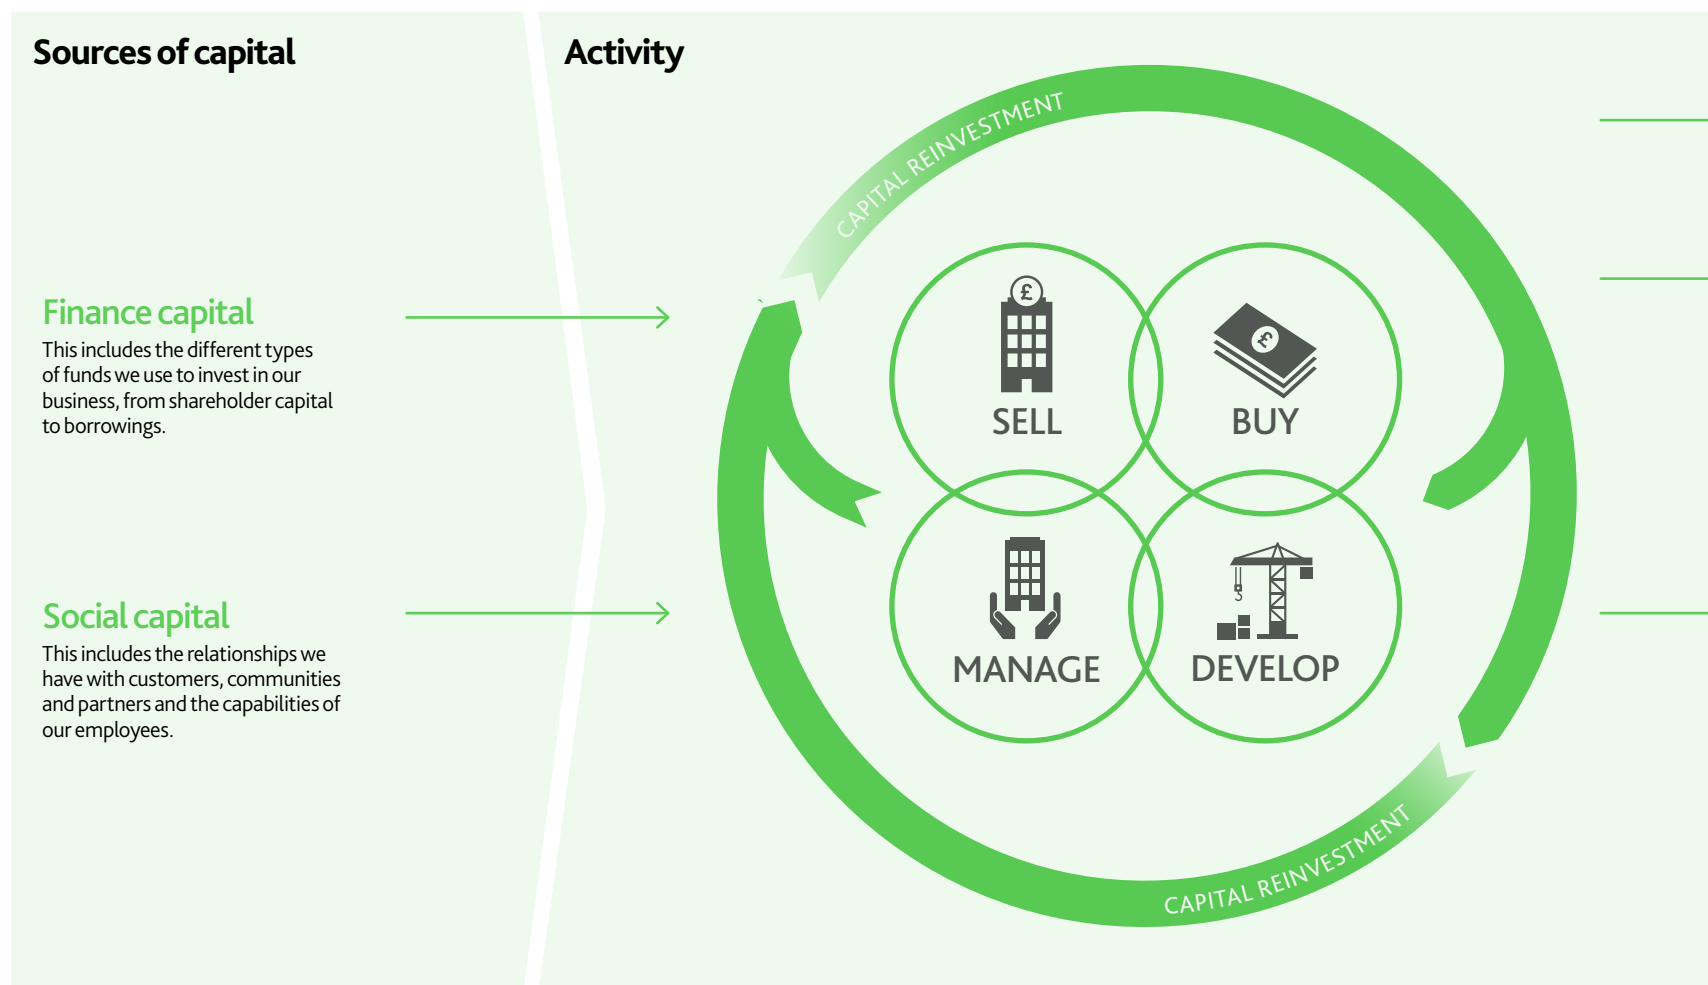 Sources of capital
Finance capital
This includes the different types
of funds we use to invest in our
business, from shareholder capital
to borrowings.
Social capital
This includes the relationships we
have with customers, communities
and partners and the capabilities of
our employees.
Activity
CAPITAL REINVESTMENT
£
SELL
£
BUY
MANAGE
DEVELOP
CAPITAL REINVESTMENT